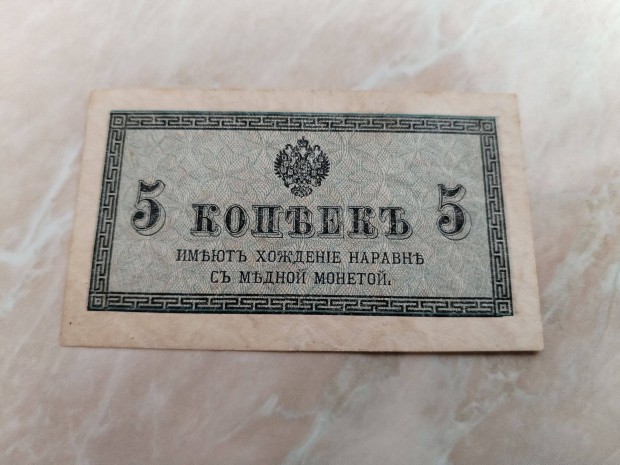 5 КОПѢЕКЪ 5
ИМѢЮТЪ ХОЖДЕНІЕ НАРАВНѢ
СЪ МѢДНОЙ МОНЕТОЙ.